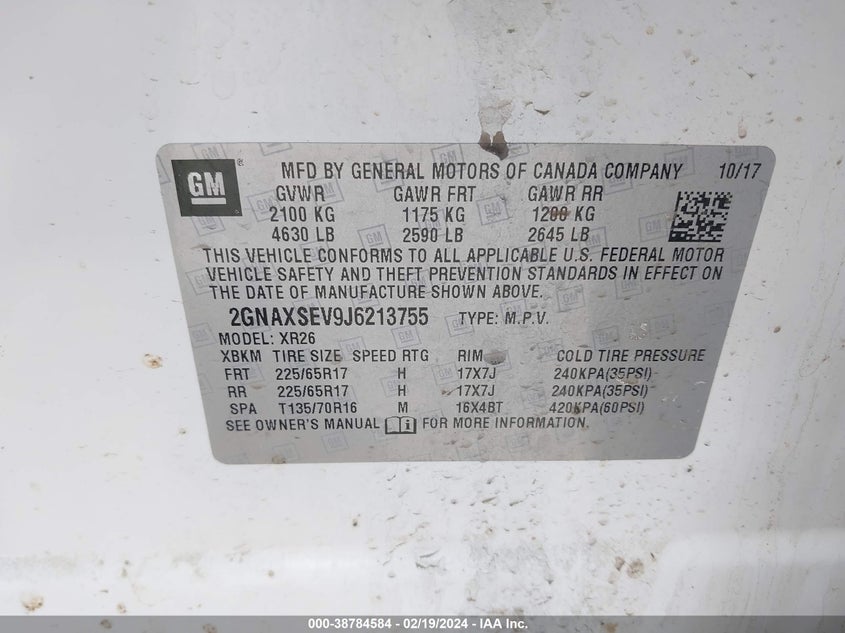 GM ® MFD BY GENERAL MOTORS OF CANADA COMPANY 10/17
GVWR GAWR FRT GAWR RR
2100 KG 1175 KG 1200 KG
4630 LB 2590 LB 2645 LB
THIS VEHICLE CONFORMS TO ALL APPLICABLE U.S. FEDERAL MOTOR
VEHICLE SAFETY AND THEFT PREVENTION STANDARDS IN EFFECT ON
THE DATE OF MANUFACTURE SHOWN ABOVE.
2GNAXSEV9J6213755 TYPE: M.P.V.
MODEL: XR26
XBKM TIRE SIZE SPEED RTG RIM COLD TIRE PRESSURE
FRT 225/65R17 H 17X7J 240KPA(35PSI)
RR 225/65R17 H 17X7J 240KPA(35PSI)
SPA T135/70R16 M 16X4BT 420KPA(60PSI)
SEE OWNER'S MANUAL FOR MORE INFORMATION.
000-38784584 - 02/19/2024 - IAA Inc.